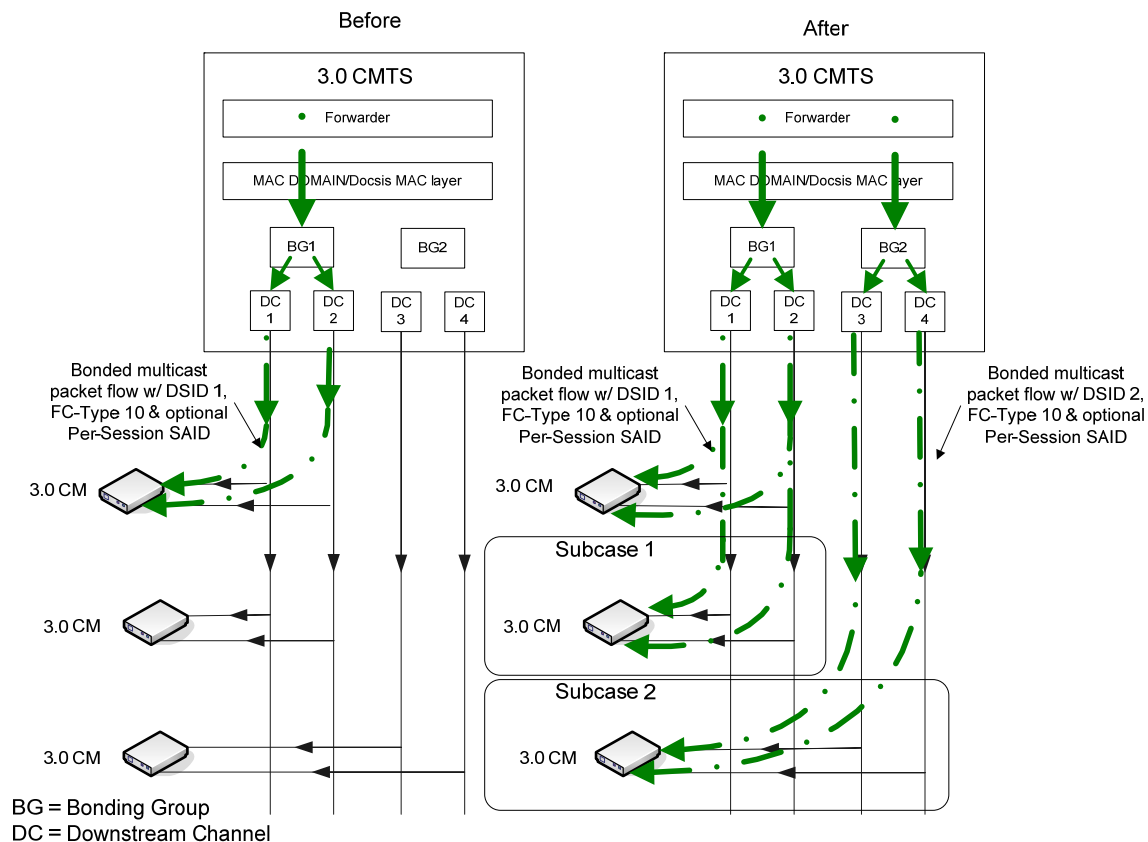 Before
3.0 CMTS
Forwarder
MAC DOMAIN/Docsis MAC layer
BG1
BG2
DC
1
DC
2
DC
3
DC
4
Bonded multicast
packet flow w/ DSID 1,
FC-Type 10 & optional
Per-Session SAID
3.0 CM
3.0 CM
3.0 CM
BG = Bonding Group
DC = Downstream Channel
After
3.0 CMTS
Forwarder
MAC DOMAIN/Docsis MAC layer
BG1
BG2
DC
1
DC
2
DC
3
DC
4
Bonded multicast
packet flow w/ DSID 1,
FC-Type 10 & optional
Per-Session SAID
Bonded multicast
packet flow w/ DSID 2,
FC-Type 10 & optional
Per-Session SAID
3.0 CM
Subcase 1
3.0 CM
Subcase 2
3.0 CM